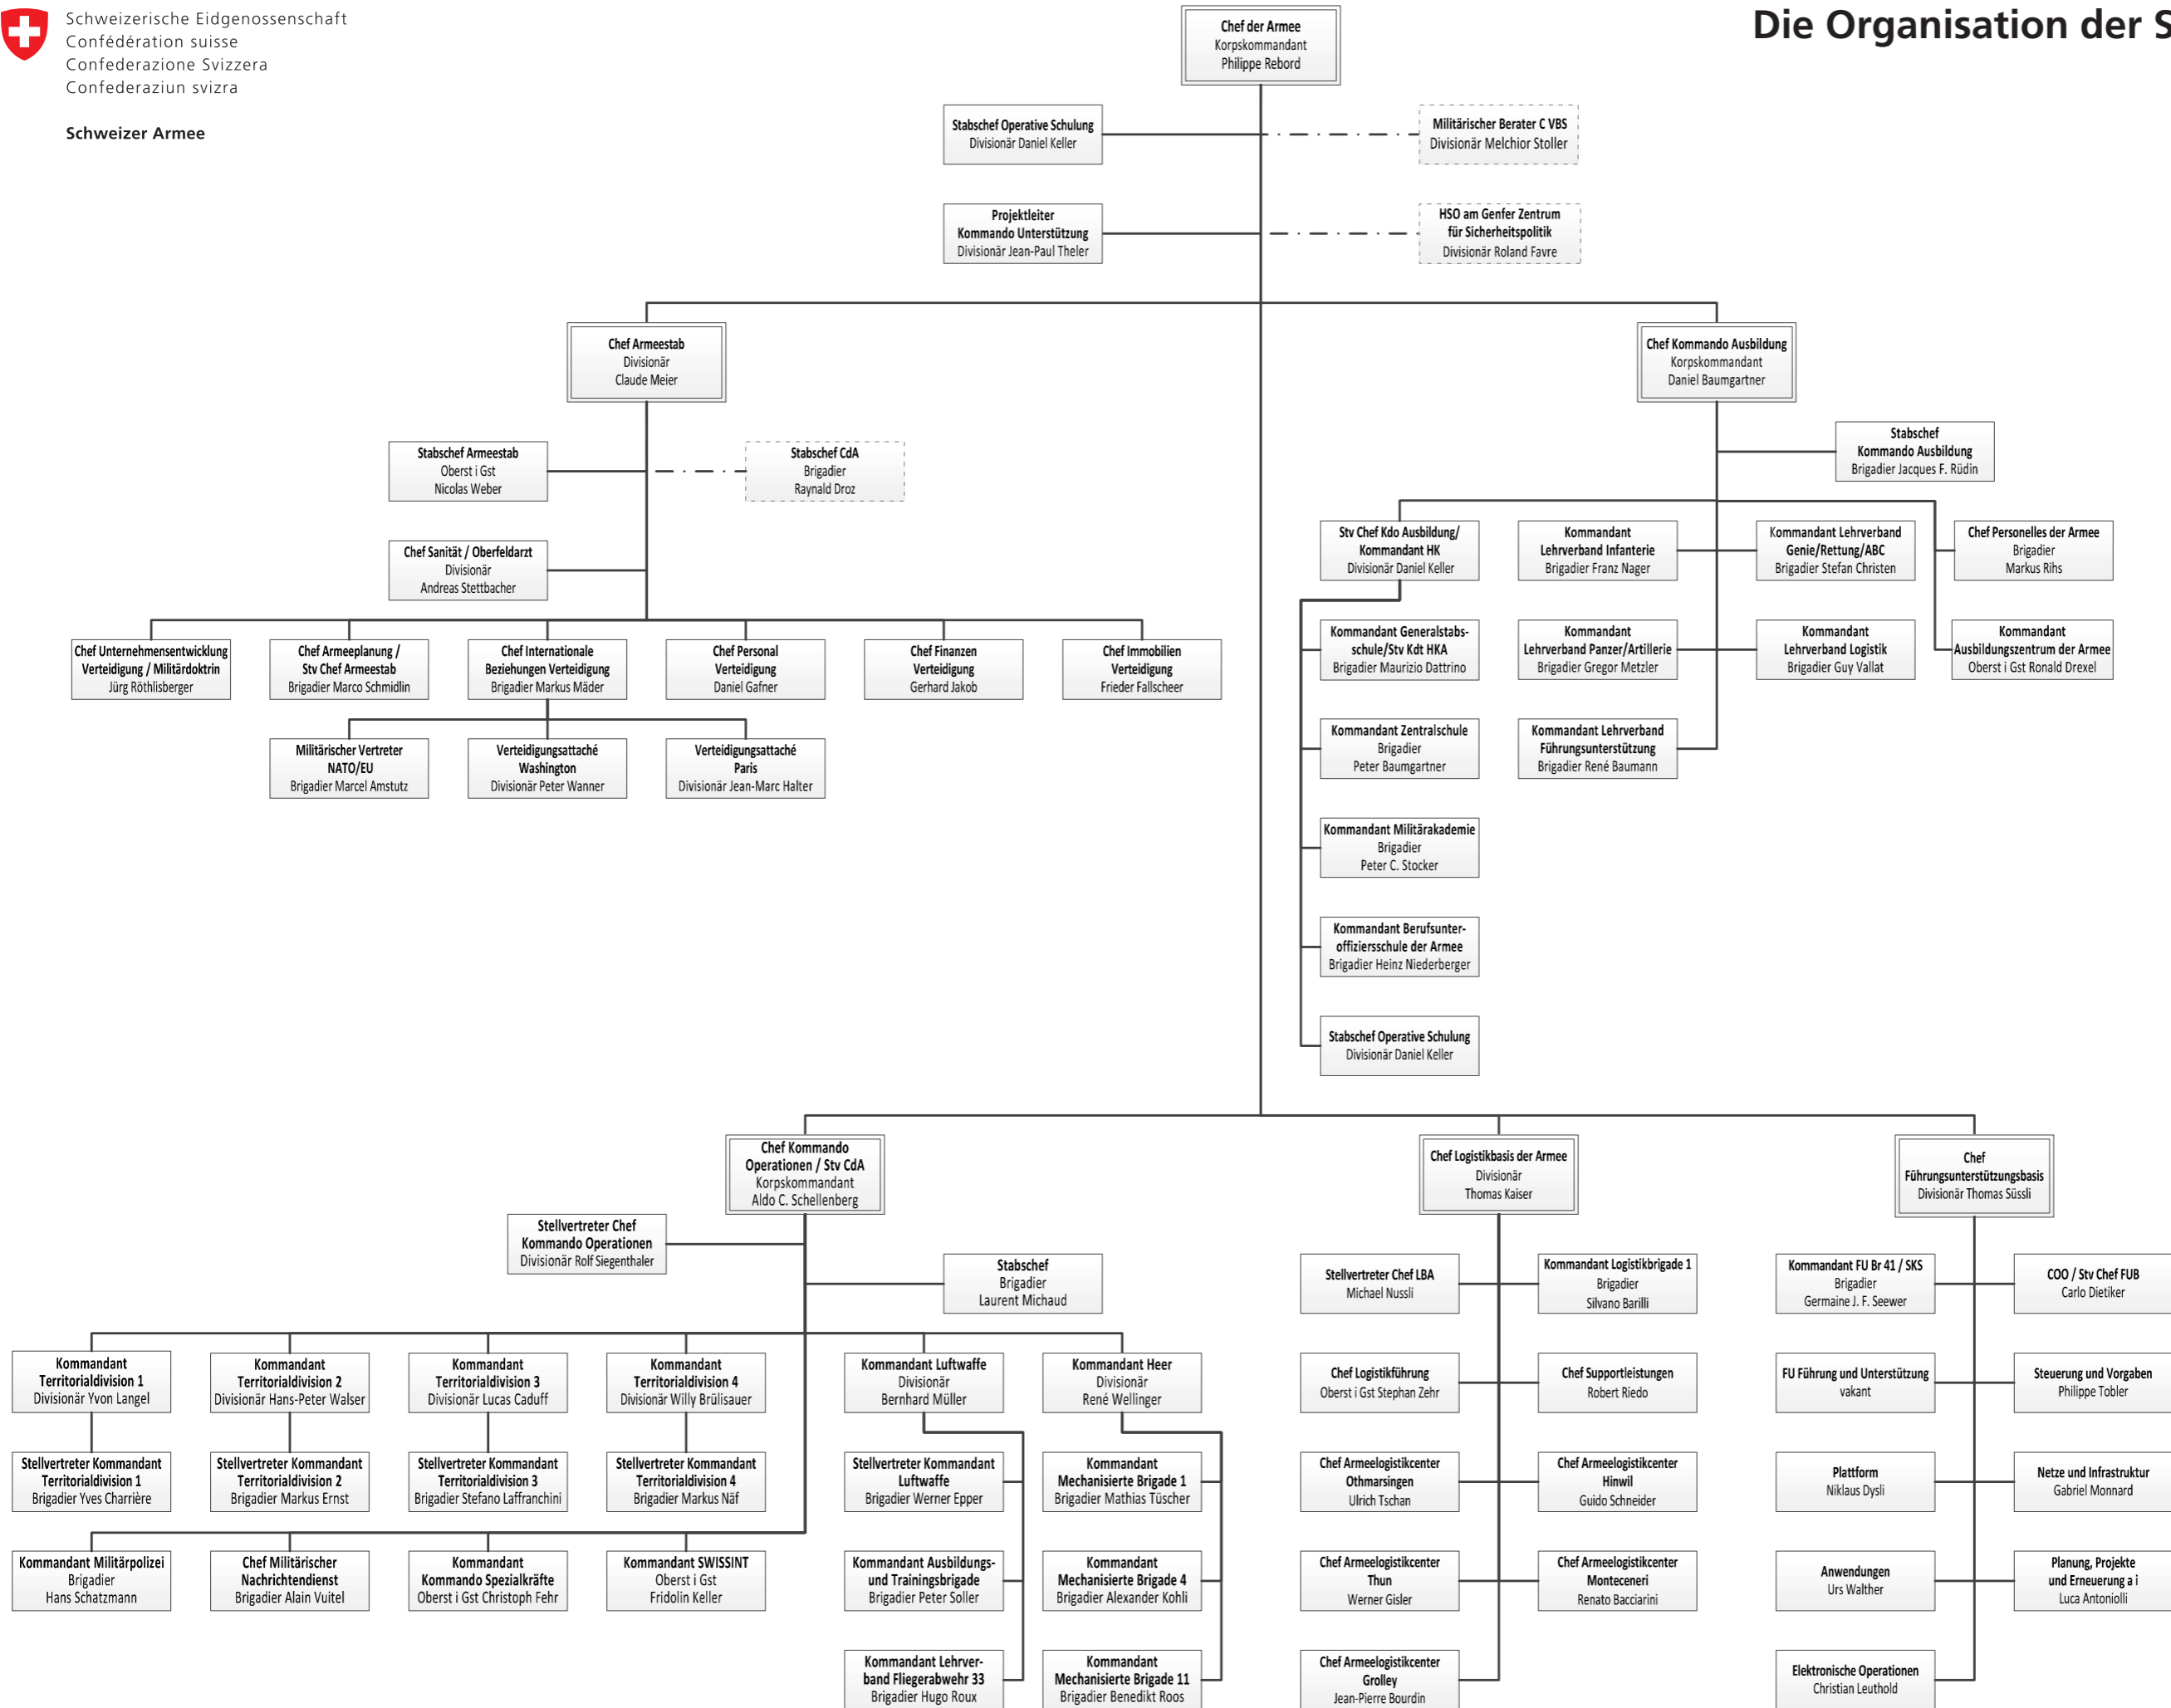 Schweizerische Eidgenossenschaft
Confédération suisse
Confederazione Svizzera
Confederaziun svizra
Schweizer Armee
Die Organisation der S
Chef der Armee
Korpskommandant
Philippe Rebord
Stabschef Operative Schulung
Divisionär Daniel Keller
Militärischer Berater C VBS
Divisionär Melchior Stoller
Projektleiter
Kommando Unterstützung
Divisionär Jean-Paul Theler
HSO am Genfer Zentrum
für Sicherheitspolitik
Divisionär Roland Favre
Chef Armeestab
Divisionär
Claude Meier
Chef Kommando Ausbildung
Korpskommandant
Daniel Baumgartner
Stabschef Armeestab
Oberst i Gst
Nicolas Weber
Stabschef CdA
Brigadier
Raynald Droz
Stabschef
Kommando Ausbildung
Brigadier Jacques F. Rüdin
Chef Sanität / Oberfeldarzt
Divisionär
Andreas Stettbacher
Stv Chef Kdo Ausbildung/
Kommandant HK
Divisionär Daniel Keller
Kommandant
Lehrverband Infanterie
Brigadier Franz Nager
Kommandant Lehrverband
Genie/Rettung/ABC
Brigadier Stefan Christen
Chef Personelles der Armee
Brigadier
Markus Rihs
Chef Unternehmensentwicklung
Verteidigung / Militärdoktrin
Jürg Röthlisberger
Chef Armeeplanung /
Stv Chef Armeestab
Brigadier Marco Schmidlin
Chef Internationale
Beziehungen Verteidigung
Brigadier Markus Mäder
Chef Personal
Verteidigung
Daniel Gafner
Chef Finanzen
Verteidigung
Gerhard Jakob
Chef Immobilien
Verteidigung
Frieder Fallscheer
Kommandant Generalstabs-
schule/Stv Kdt HKA
Brigadier Maurizio Dattrino
Kommandant
Lehrverband Panzer/Artillerie
Brigadier Gregor Metzler
Kommandant
Lehrverband Logistik
Brigadier Guy Vallat
Kommandant
Ausbildungszentrum der Armee
Oberst i Gst Ronald Drexel
Militärischer Vertreter
NATO/EU
Brigadier Marcel Amstutz
Verteidigungsattaché
Washington
Divisionär Peter Wanner
Verteidigungsattaché
Paris
Divisionär Jean-Marc Halter
Kommandant Zentralschule
Brigadier
Peter Baumgartner
Kommandant Lehrverband
Führungsunterstützung
Brigadier René Baumann
Kommandant Militärakademie
Brigadier
Peter C. Stocker
Kommandant Berufsunter-
offiziersschule der Armee
Brigadier Heinz Niederberger
Stabschef Operative Schulung
Divisionär Daniel Keller
Chef Kommando
Operationen / Stv CdA
Korpskommandant
Aldo C. Schellenberg
Chef Logistikbasis der Armee
Divisionär
Thomas Kaiser
Chef
Führungsunterstützungsbasis
Divisionär Thomas Süssli
Stellvertreter Chef
Kommando Operationen
Divisionär Rolf Siegenthaler
Stabschef
Brigadier
Laurent Michaud
Stellvertreter Chef LBA
Michael Nussli
Kommandant Logistikbrigade 1
Brigadier
Silvano Barilli
Kommandant FU Br 41 / SKS
Brigadier
Germaine J. F. Seewer
COO / Stv Chef FUB
Carlo Dietiker
Kommandant
Territorialdivision 1
Divisionär Yvon Langel
Kommandant
Territorialdivision 2
Divisionär Hans-Peter Walser
Kommandant
Territorialdivision 3
Divisionär Lucas Caduff
Kommandant
Territorialdivision 4
Divisionär Willy Brülisauer
Kommandant Luftwaffe
Divisionär
Bernhard Müller
Kommandant Heer
Divisionär
René Wellinger
Chef Logistikführung
Oberst i Gst Stephan Zehr
Chef Supportleistungen
Robert Riedo
FU Führung und Unterstützung
vakant
Steuerung und Vorgaben
Philippe Tobler
Stellvertreter Kommandant
Territorialdivision 1
Brigadier Yves Charrière
Stellvertreter Kommandant
Territorialdivision 2
Brigadier Markus Ernst
Stellvertreter Kommandant
Territorialdivision 3
Brigadier Stefano Laffranchini
Stellvertreter Kommandant
Territorialdivision 4
Brigadier Markus Näf
Stellvertreter Kommandant
Luftwaffe
Brigadier Werner Epper
Kommandant
Mechanisierte Brigade 1
Brigadier Mathias Tüscher
Chef Armeelogistikcenter
Othmarsingen
Ulrich Tschan
Chef Armeelogistikcenter
Hinwil
Guido Schneider
Plattform
Niklaus Dysli
Netze und Infrastruktur
Gabriel Monnard
Kommandant Militärpolizei
Brigadier
Hans Schatzmann
Chef Militärischer
Nachrichtendienst
Brigadier Alain Vuitel
Kommandant
Kommando Spezialkräfte
Oberst i Gst Christoph Fehr
Kommandant SWISSINT
Oberst i Gst
Fridolin Keller
Kommandant Ausbildungs-
und Trainingsbrigade
Brigadier Peter Soller
Kommandant
Mechanisierte Brigade 4
Brigadier Alexander Kohli
Chef Armeelogistikcenter
Thun
Werner Gisler
Chef Armeelogistikcenter
Monteceneri
Renato Bacciarini
Anwendungen
Urs Walther
Planung, Projekte
und Erneuerung a i
Luca Antoniolli
Kommandant Lehrver-
band Fliegerabwehr 33
Brigadier Hugo Roux
Kommandant
Mechanisierte Brigade 11
Brigadier Benedikt Roos
Chef Armeelogistikcenter
Grolley
Jean-Pierre Bourdin
Elektronische Operationen
Christian Leuthold